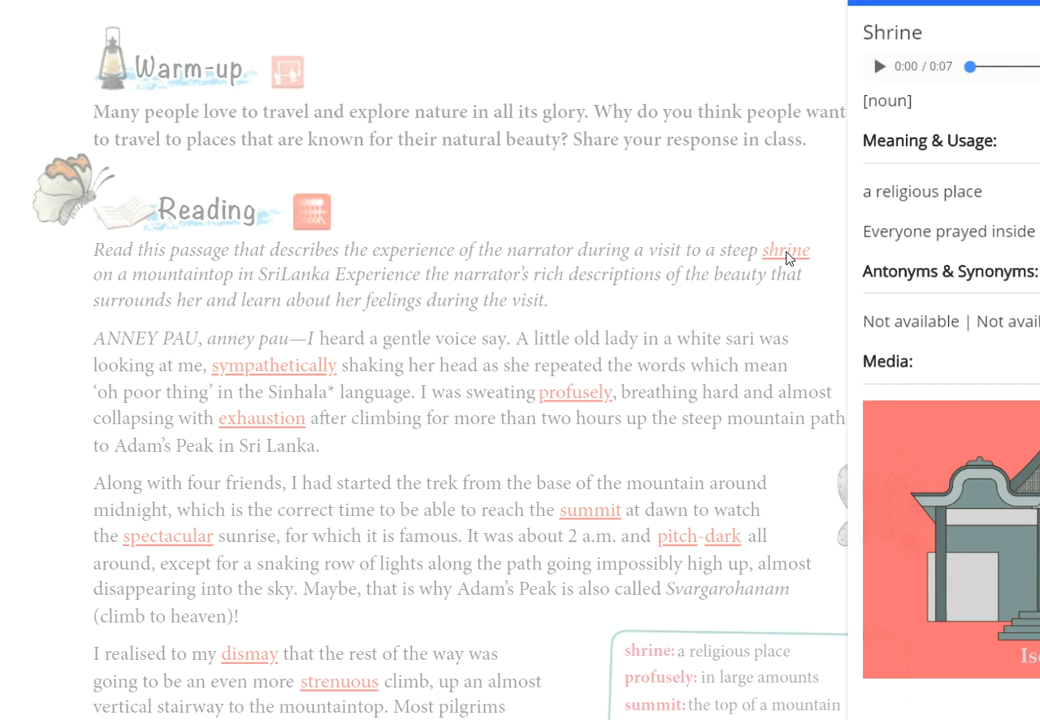 Warm-up
Many people love to travel and explore nature in all its glory. Why do you think people want
to travel to places that are known for their natural beauty? Share your response in class.
Reading
Read this passage that describes the experience of the narrator during a visit to a steep shrine
on a mountaintop in SriLanka Experience the narrator's rich descriptions of the beauty that
surrounds her and learn about her feelings during the visit.
ANNEY PAU, anney pau—I heard a gentle voice say. A little old lady in a white sari was
looking at me, sympathetically shaking her head as she repeated the words which mean
'oh poor thing' in the Sinhala* language. I was sweating profusely, breathing hard and almost
collapsing with exhaustion after climbing for more than two hours up the steep mountain path
to Adam's Peak in Sri Lanka.
Along with four friends, I had started the trek from the base of the mountain around
midnight, which is the correct time to be able to reach the summit at dawn to watch
the spectacular sunrise, for which it is famous. It was about 2 a.m. and pitch-dark all
around, except for a snaking row of lights along the path going impossibly high up, almost
disappearing into the sky. Maybe, that is why Adam's Peak is also called Svargarohanam
(climb to heaven)!
I realised to my dismay that the rest of the way was
going to be an even more strenuous climb, up an almost
vertical stairway to the mountaintop. Most pilgrims
shrine: a religious place
profusely: in large amounts
summit: the top of a mountain
Shrine
0:00 / 0:07
[noun]
Meaning & Usage:
a religious place
Everyone prayed inside
Antonyms & Synonyms:
Not available | Not avail
Media:
Is